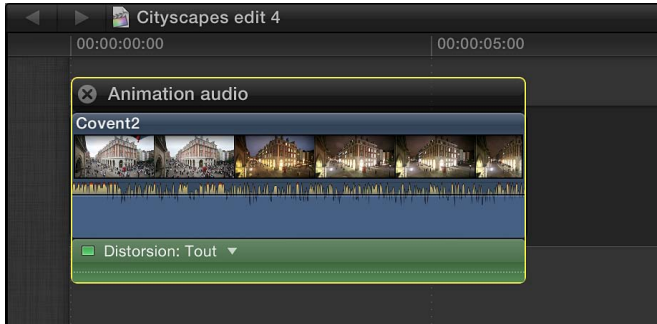 Cityscapes edit 4
00:00:00:00
00:00:05:00
Animation audio
Covent2
Distorsion: Tout